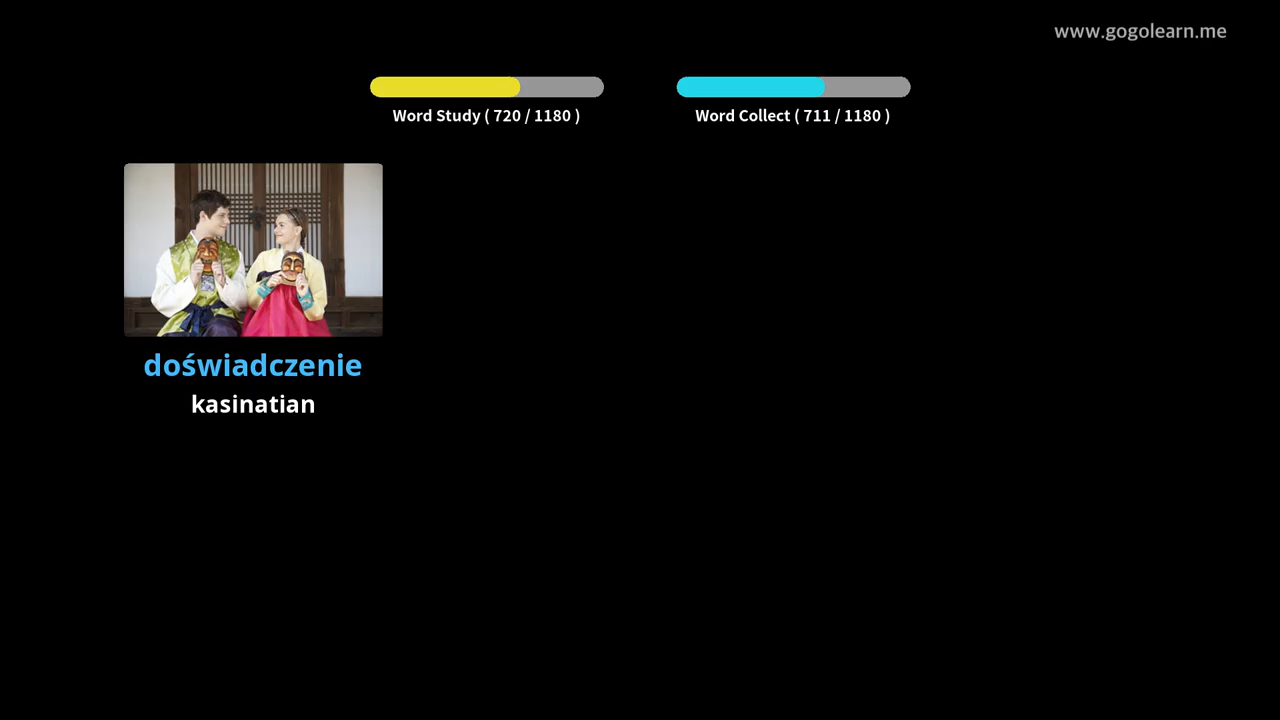 www.gogolearn.me
Word Study ( 720 / 1180 )
Word Collect ( 711 / 1180 )
doświadczenie
kasinatian